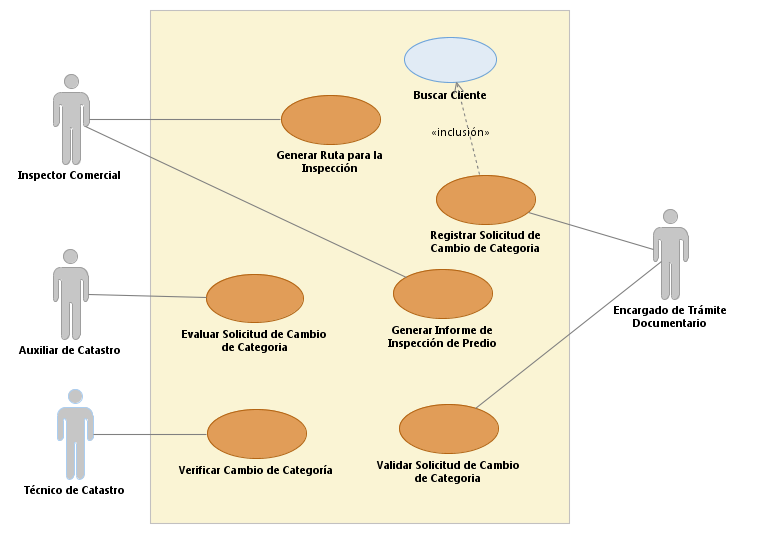 Buscar Cliente
«inclusión»
Generar Ruta para la
Inspección
Inspector Comercial
Registrar Solicitud de
Cambio de Categoria
Encargado de Trámite
Documentario
Evaluar Solicitud de Cambio
de Categoria
Generar Informe de
Inspección de Predio
Auxiliar de Catastro
Verificar Cambio de Categoría
Validar Solicitud de Cambio
de Categoria
Técnico de Catastro